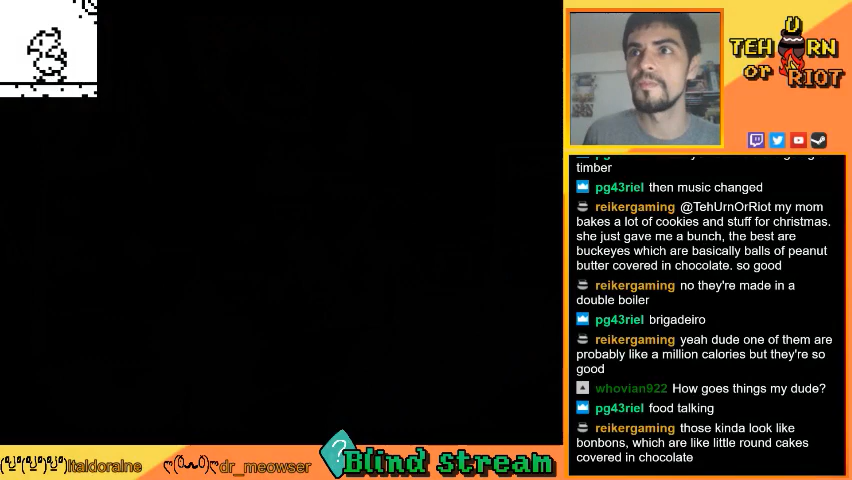 U
TEH RN
or RIOT
timber
pg43riel then music changed
reikergaming @TehUrnOrRiot my mom
bakes a lot of cookies and stuff for christmas.
she just gave me a bunch, the best are
buckeyes which are basically balls of peanut
butter covered in chocolate. so good
reikergaming no they're made in a
double boiler
pg43riel brigadeiro
reikergaming yeah dude one of them are
probably like a million calories but they're so
good
whovian922 How goes things my dude?
pg43riel food talking
reikergaming those kinda look like
bonbons, which are like little round cakes
covered in chocolate
dr_meowser
? Blind stream